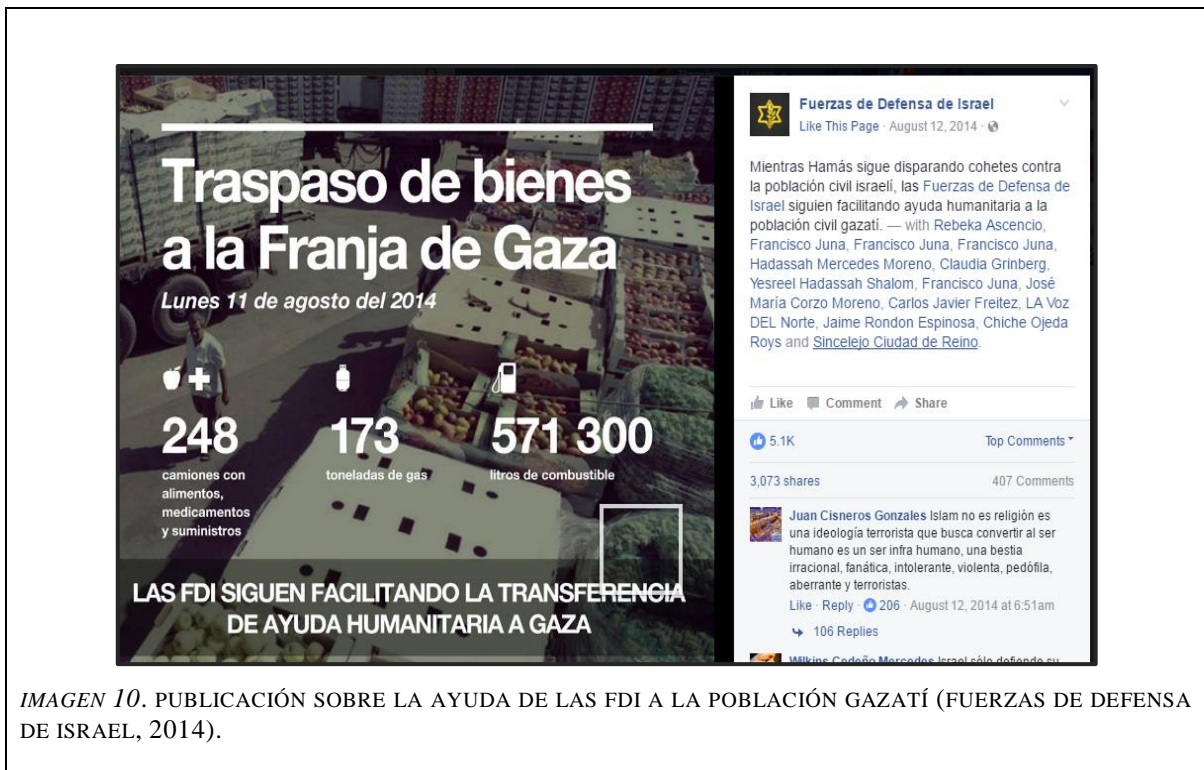 Traspaso de bienes
a la Franja de Gaza
Lunes 11 de agosto del 2014
248
camiones con
alimentos,
medicamentos
y suministros
173
toneladas de gas
571 300
litros de combustible
LAS FDI SIGUEN FACILITANDO LA TRANSFERENCIA
DE AYUDA HUMANITARIA A GAZA
Fuerzas de Defensa de Israel
Like This Page · August 12, 2014 ·
Mientras Hamás sigue disparando cohetes contra
la población civil israelí, las Fuerzas de Defensa de
Israel siguien facilitando ayuda humanitaria a la
población civil gazatí. — with Rebeka Ascencio,
Francisco Juna, Francisco Juna, Francisco Juna,
Hadassah Mercedes Moreno, Claudia Grinberg,
Yesreel Hadassah Shalom, Francisco Juna, José
María Corzo Moreno, Carlos Javier Freitez, LA Voz
DEL Norte, Jaime Rondon Espinosa, Chiche Ojeda
Roys and Sincelejo Ciudad de Reino.
Like Comment Share
5.1K Top Comments
3,073 shares 407 Comments
Juan Cisneros Gonzales Islam no es religión es
una ideología terrorista que busca convertir al ser
humano es un ser infra humano, una bestia
irracional, fanática, intolerante, violenta, pedófila,
aberrante y terroristas.
Like · Reply · 206 · August 12, 2014 at 6:51am
106 Replies
Wilkins Cedeño Mercedes Israel sólo defiende su
IMAGEN 10. PUBLICACIÓN SOBRE LA AYUDA DE LAS FDI A LA POBLACIÓN GAZATÍ (FUERZAS DE DEFENSA
DE ISRAEL, 2014).